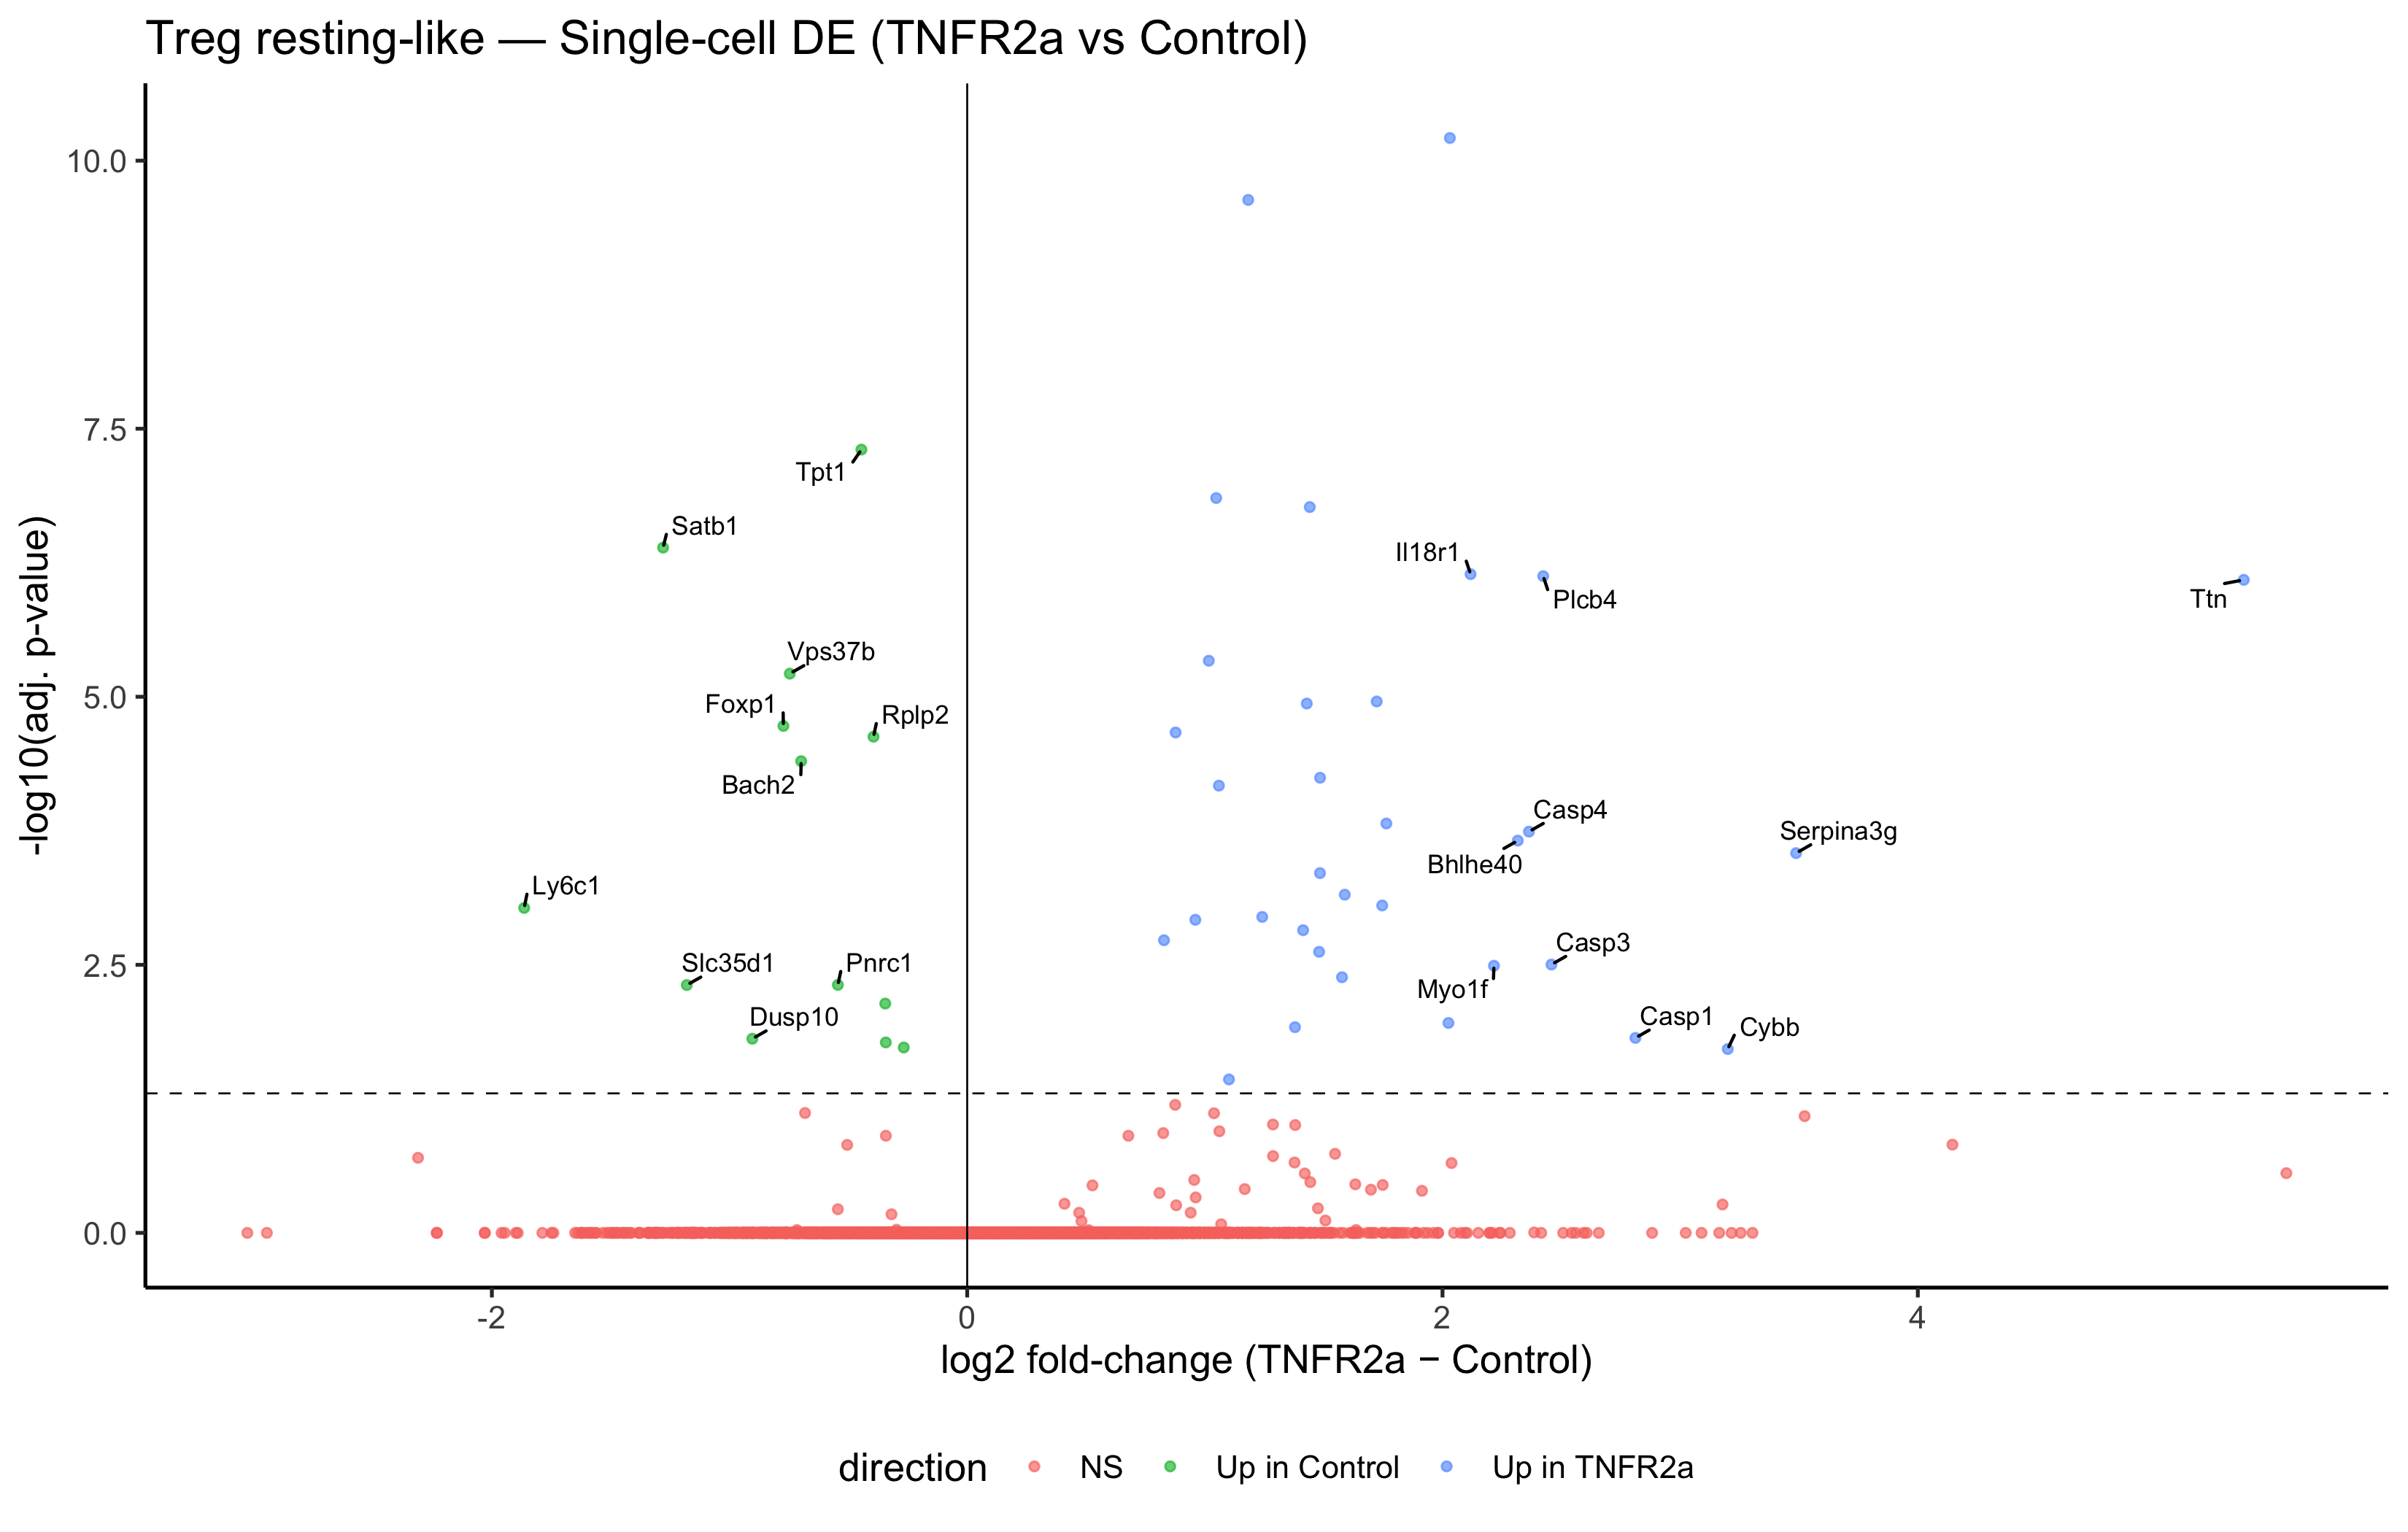 Treg resting-like — Single-cell DE (TNFR2a vs Control)
-log10(adj. p-value)
10.0
7.5
5.0
2.5
0.0
Tpt1
Satb1
Il18r1
Plcb4
Ttn
Vps37b
Foxp1
Rplp2
Bach2
Casp4
Serpina3g
Bhlhe40
Ly6c1
Casp3
Slc35d1
Pnrc1
Myo1f
Dusp10
Casp1
Cybb
-2
0
2
4
log2 fold-change (TNFR2a − Control)
direction NS Up in Control Up in TNFR2a